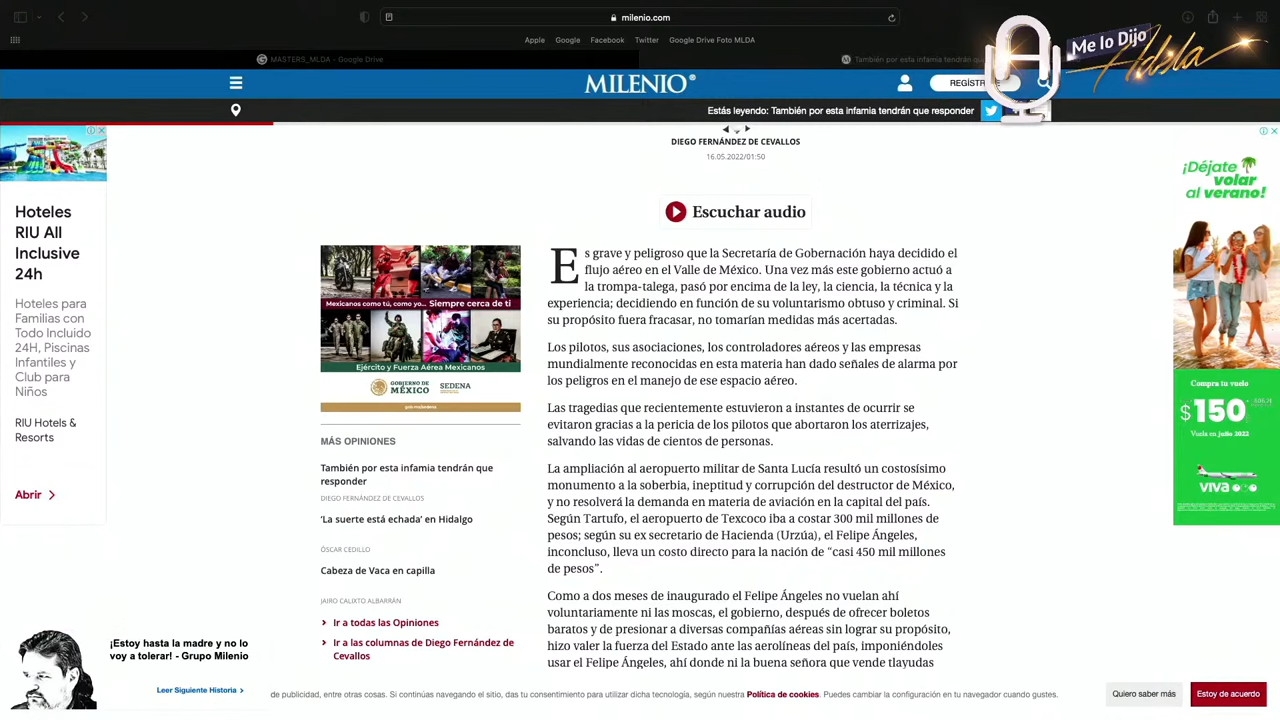 milenio.com
Apple Google Facebook Twitter Google Drive Foto MLDA
MASTERS_MLDA - Google Drive
También por esta infamia tendrán
Me lo Dijo
Adela
MILENIO®
Estás leyendo: También por esta infamia tendrán que responder
DIEGO FERNÁNDEZ DE CEVALLOS
16.05.2022/01:50
Escuchar audio
Hoteles
RIU All
Inclusive
24h
Hoteles para
Familias con
Todo Incluido
24H, Piscinas
Infantiles y
Club para
Niños
RIU Hotels &
Resorts
Abrir
Mexicanos como tú, como yo... Siempre cerca de ti
Ejército y Fuerza Aérea Mexicanos
GOBIERNO DE
MÉXICO
SEDENA
MÁS OPINIONES
También por esta infamia tendrán que
responder
DIEGO FERNÁNDEZ DE CEVALLOS
‘La suerte está echada’ en Hidalgo
ÓSCAR CEDILLO
Cabeza de Vaca en capilla
JAIRO CALIXTO ALBARRÁN
Ir a todas las Opiniones
Ir a las columnas de Diego Fernández de
Cevallos
Es grave y peligroso que la Secretaría de Gobernación haya decidido el
flujo aéreo en el Valle de México. Una vez más este gobierno actuó a
la trompa-talega, pasó por encima de la ley, la ciencia, la técnica y la
experiencia; decidiendo en función de su voluntarismo obtuso y criminal. Si
su propósito fuera fracasar, no tomarían medidas más acertadas.
Los pilotos, sus asociaciones, los controladores aéreos y las empresas
mundialmente reconocidas en esta materia han dado señales de alarma por
los peligros en el manejo de ese espacio aéreo.
Las tragedias que recientemente estuvieron a instantes de ocurrir se
evitaron gracias a la pericia de los pilotos que abortaron los aterrizajes,
salvando las vidas de cientos de personas.
La ampliación al aeropuerto militar de Santa Lucía resultó un costosísimo
monumento a la soberbia, ineptitud y corrupción del destructor de México,
y no resolverá la demanda en materia de aviación en la capital del país.
Según Tartufo, el aeropuerto de Texcoco iba a costar 300 mil millones de
pesos; según su ex secretario de Hacienda (Urzúa), el Felipe Ángeles,
inconcluso, lleva un costo directo para la nación de “casi 450 mil millones
de pesos”.
Como a dos meses de inaugurado el Felipe Ángeles no vuelan ahí
voluntariamente ni las moscas, el gobierno, después de ofrecer boletos
baratos y de presionar a diversas compañías aéreas sin lograr su propósito,
hizo valer la fuerza del Estado ante las aerolíneas del país, imponiéndoles
usar el Felipe Ángeles, ahí donde ni la buena señora que vende tlayudas
¡Déjate
volar
al verano!
Compra tu vuelo
$150
Vuela en julio 2022
VIVA
¡Estoy hasta la madre y no lo
voy a tolerar! - Grupo Milenio
Leer Siguiente Historia
de publicidad, entre otras cosas. Si continúas navegando el sitio, das tu consentimiento para utilizar dicha tecnología, según nuestra Política de cookies. Puedes cambiar la configuración en tu navegador cuando gustes.
Quiero saber más
Estoy de acuerdo